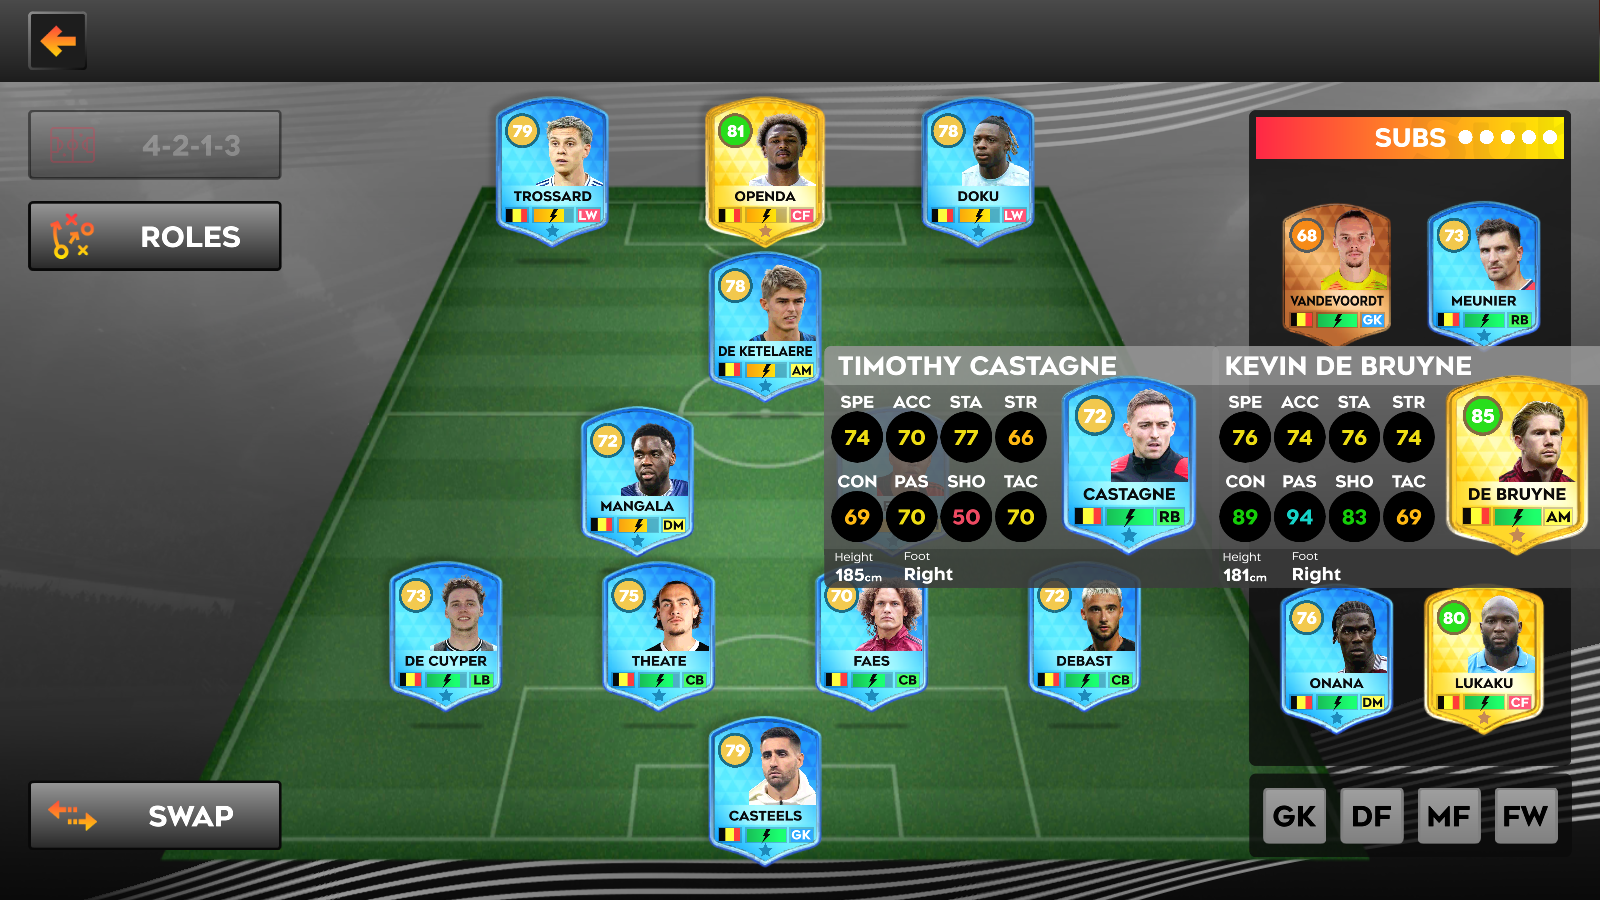 4-2-1-3
ROLES
79
TROSSARD
LW
81
OPENDA
CF
78
DOKU
LW
SUBS
68
VANDEVOORDT
GK
73
MEUNIER
RB
78
DE KETELAERE
AM
TIMOTHY CASTAGNE
SPE ACC STA STR
74 70 77 66
CON PAS SHO TAC
69 70 50 70
Height Foot
185cm Right
72
CASTAGNE
RB
KEVIN DE BRUYNE
SPE ACC STA STR
76 74 76 74
CON PAS SHO TAC
89 94 83 69
Height Foot
181cm Right
85
DE BRUYNE
AM
72
MANGALA
DM
73
DE CUYPER
LB
75
THEATE
CB
70
FAES
CB
72
DEBAST
CB
76
ONANA
DM
80
LUKAKU
CF
79
CASTEELS
GK
SWAP
GK DF MF FW